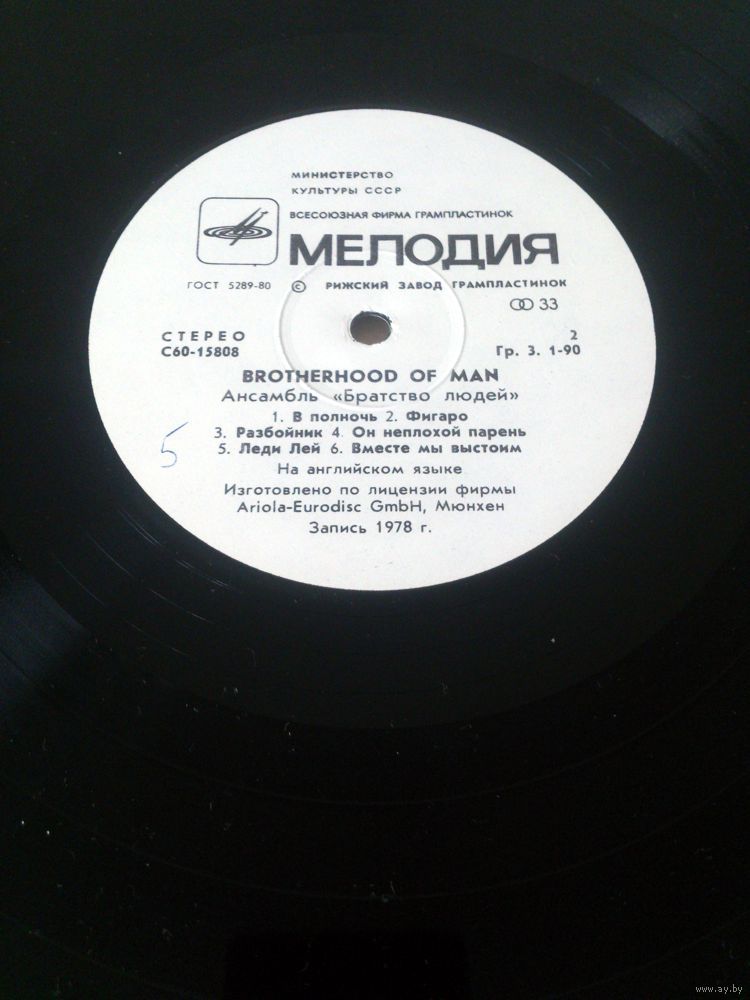 МИНИСТЕРСТВО
КУЛЬТУРЫ СССР
ВСЕСОЮЗНАЯ ФИРМА ГРАМПЛАСТИНОК
МЕЛОДИЯ
ГОСТ 5289-80 © РИЖСКИЙ ЗАВОД ГРАМПЛАСТИНОК
33
СТЕРЕО 2
С60-15808 Гр. 3. 1-90
BROTHERHOOD OF MAN
Ансамбль «Братство людей»
1. В полночь 2. Фигаро
3. Разбойник 4. Он неплохой парень
5. Леди Лей 6. Вместе мы выстоим
На английском языке
Изготовлено по лицензии фирмы
Ariola-Eurodisc GmbH, Мюнхен
Запись 1978 г.
5
www.ay.by